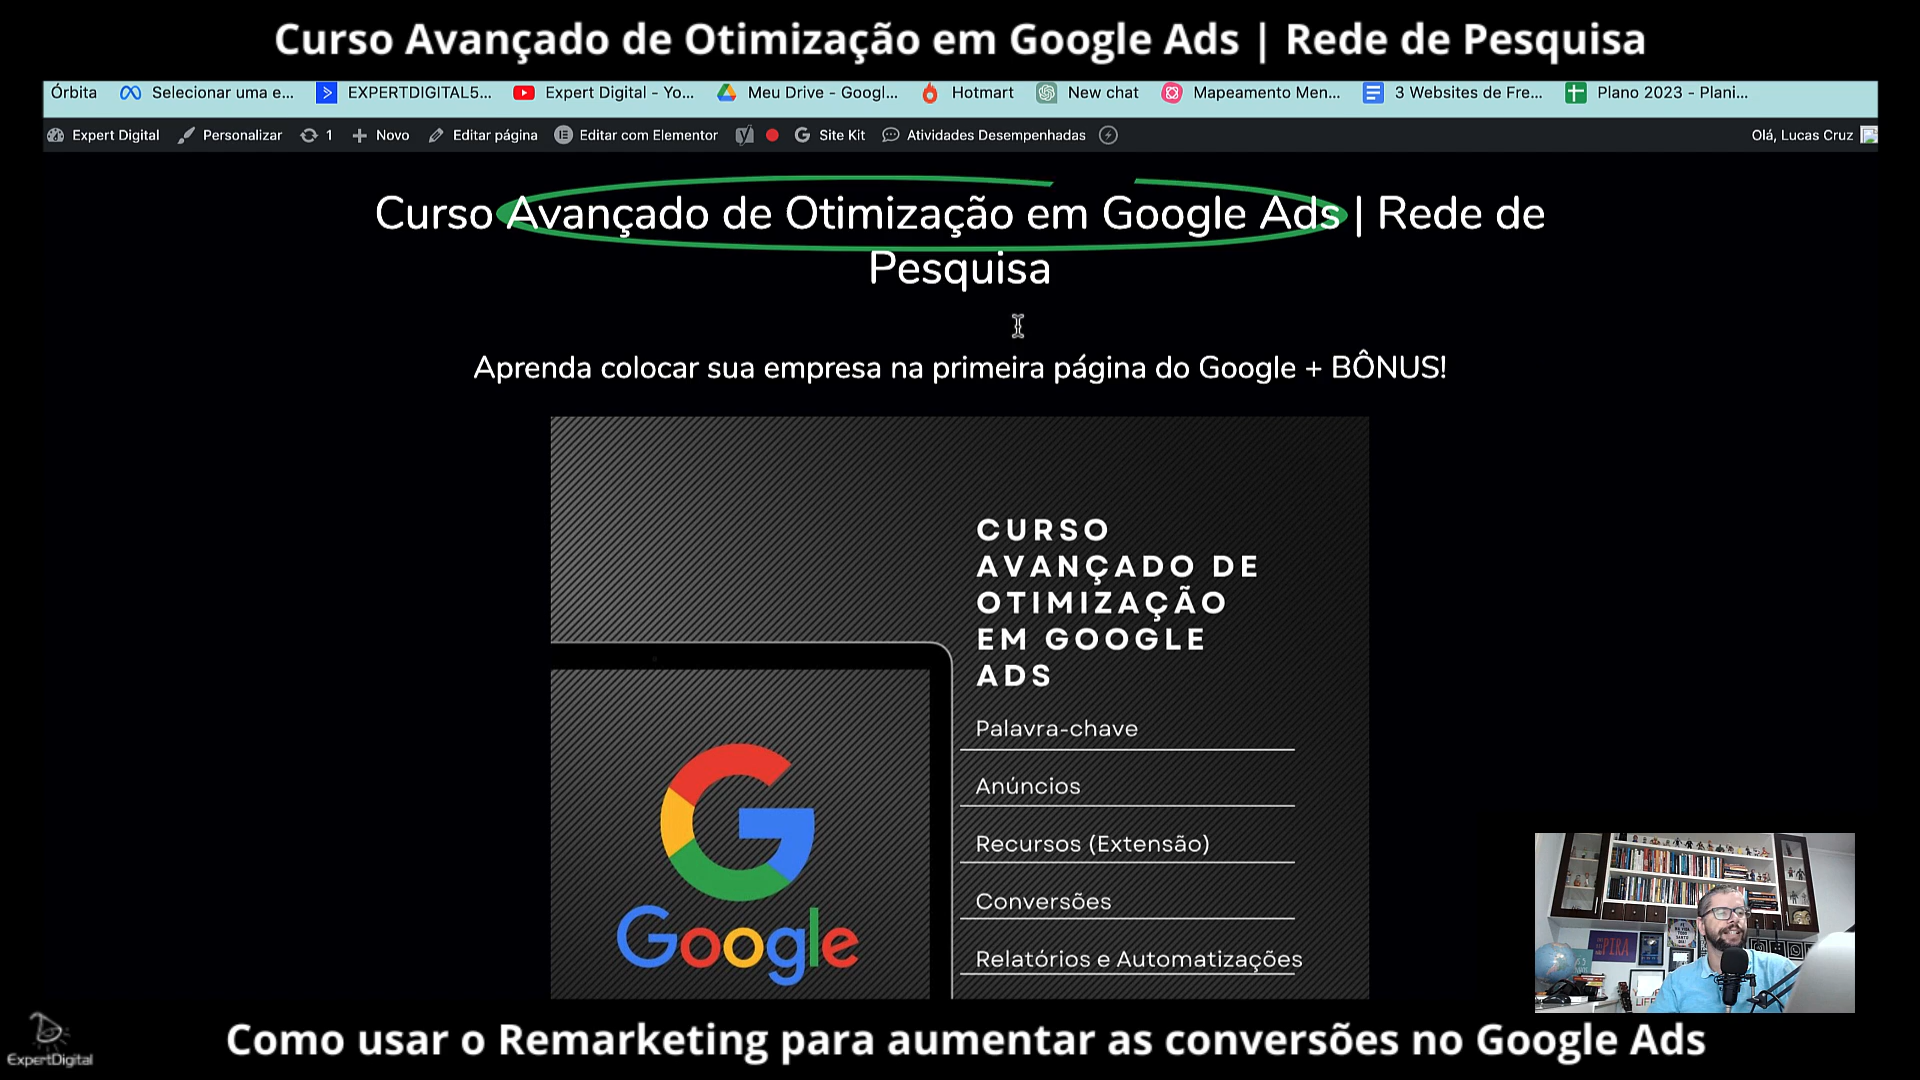 Curso Avançado de Otimização em Google Ads | Rede de Pesquisa
Órbita Selecionar uma e... EXPERTDIGITAL5... Expert Digital - Yo... Meu Drive - Googl... Hotmart New chat Mapeamento Men... 3 Websites de Fre... Plano 2023 - Plani...
Expert Digital Personalizar 1 Novo Editar página Editar com Elementor Site Kit Atividades Desempenhadas Olá, Lucas Cruz
Curso Avançado de Otimização em Google Ads | Rede de
Pesquisa
Aprenda colocar sua empresa na primeira página do Google + BÔNUS!
CURSO
AVANÇADO DE
OTIMIZAÇÃO
EM GOOGLE
ADS
Palavra-chave
Anúncios
Recursos (Extensão)
Conversões
Relatórios e Automatizações
Google
PIRA
ExpertDigital
Como usar o Remarketing para aumentar as conversões no Google Ads